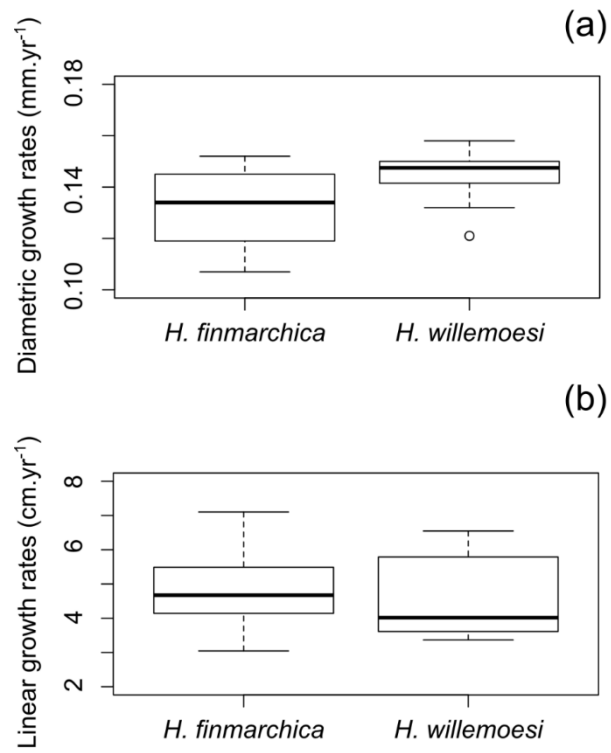 (a)
Diametric growth rates (mm.yr⁻¹)
0.18
0.14
0.10
H. finmarchica
H. willemoesi
(b)
Linear growth rates (cm.yr⁻¹)
8
6
4
2
H. finmarchica
H. willemoesi